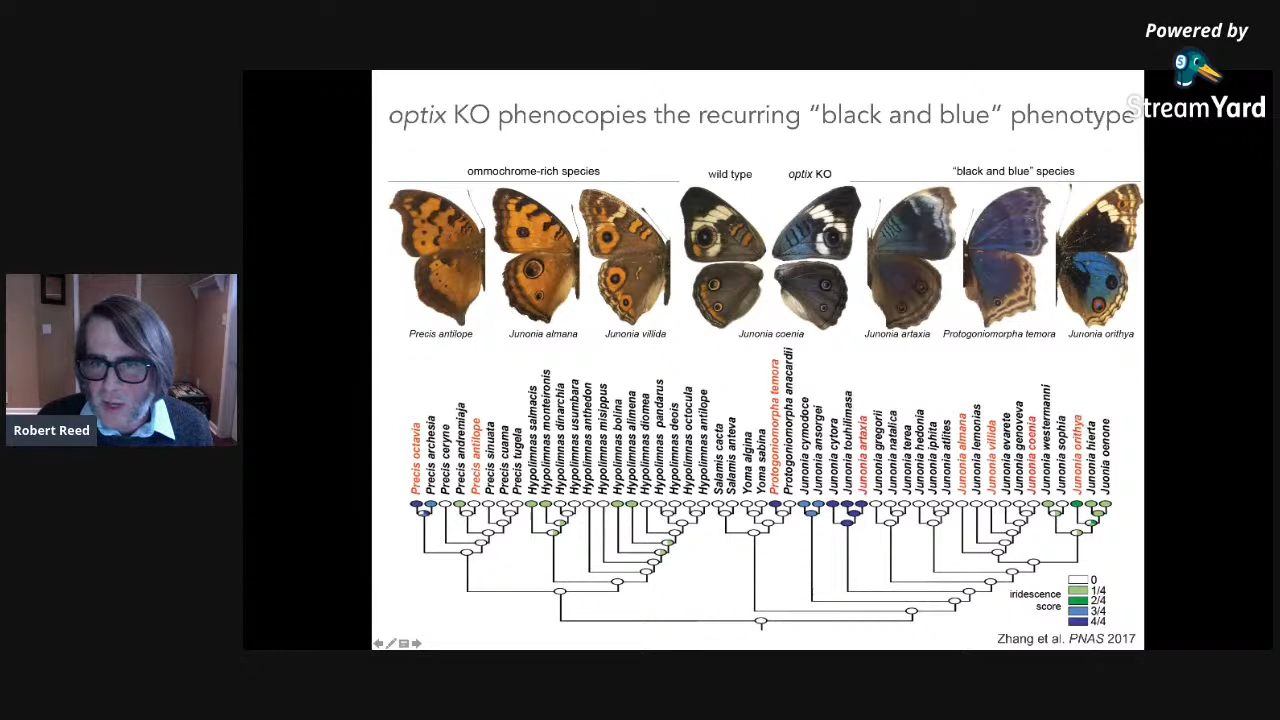 Powered by
StreamYard
optix KO phenocopies the recurring "black and blue" phenotype
ommochrome-rich species
wild type
optix KO
"black and blue" species
Precis antilope
Junonia almana
Junonia villida
Junonia coenia
Junonia artaxia
Protogoniomorpha temora
Junonia orithya
Robert Reed
Precis octavia
Precis archesia
Precis ceryne
Precis andremiaja
Precis antilope
Precis sinuata
Precis cuama
Precis tugela
Hypolimnas salmacis
Hypolimnas monteironis
Hypolimnas dinarchia
Hypolimnas usambara
Hypolimnas anthedon
Hypolimnas misippus
Hypolimnas bolina
Hypolimnas alimena
Hypolimnas diomea
Hypolimnas pandarus
Hypolimnas deois
Hypolimnas octocula
Hypolimnas antilope
Salamis cacta
Salamis anteva
Yoma algina
Yoma sabina
Protogoniomorpha temora
Protogoniomorpha anacardii
Junonia cymodoce
Junonia ansorgei
Junonia cytora
Junonia touhilimasa
Junonia artaxia
Junonia gregorii
Junonia natalica
Junonia terea
Junonia hedonia
Junonia iphita
Junonia atlites
Junonia almana
Junonia lemonias
Junonia villida
Junonia evarete
Junonia genoveva
Junonia coenia
Junonia westermanni
Junonia sophia
Junonia orithya
Junonia hierta
Junonia oenone
iridescence
score
0
1/4
2/4
3/4
4/4
Zhang et al. PNAS 2017